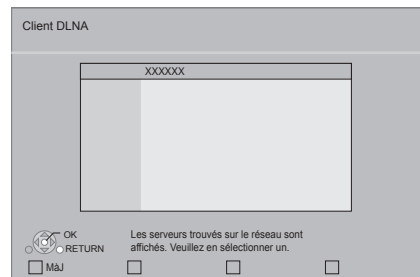 Client DLNA
XXXXXX
OK
RETURN
Les serveurs trouvés sur le réseau sont
affichés. Veuillez en sélectionner un.
MàJ